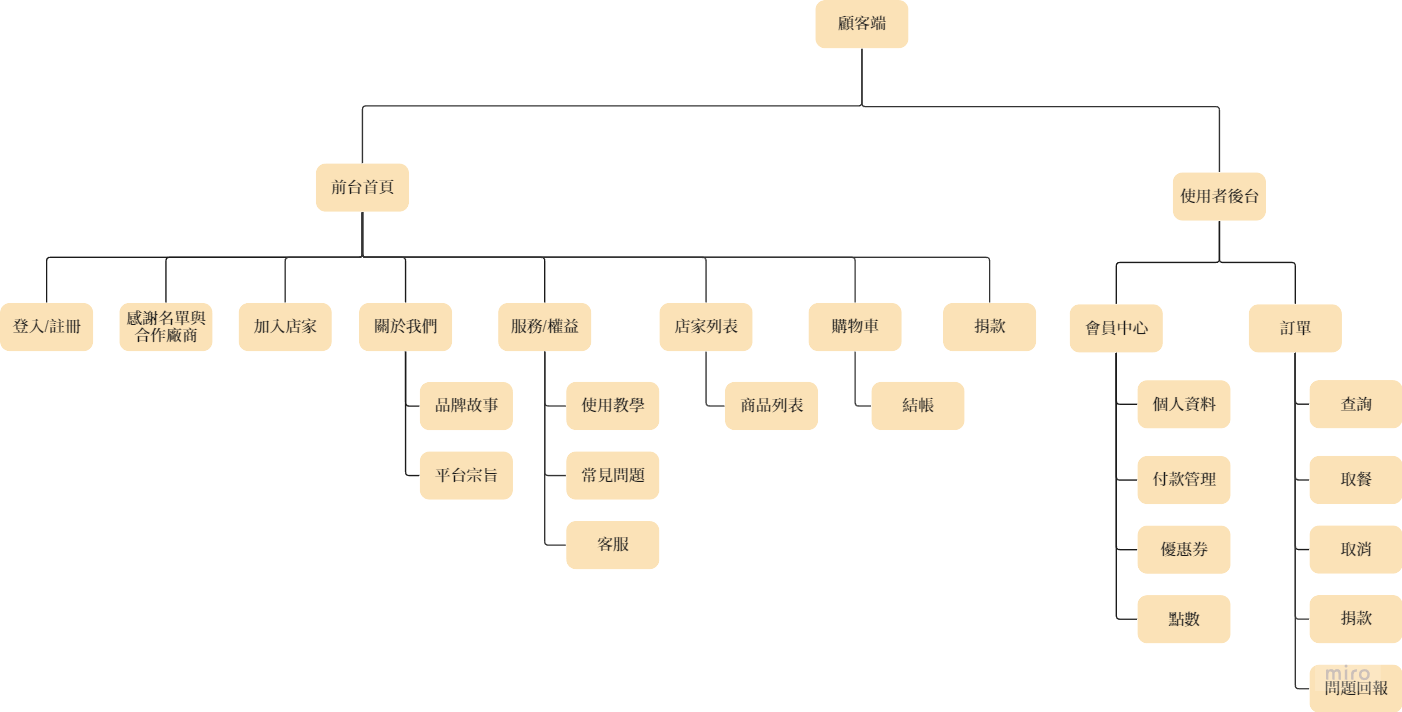 顧客端
前台首頁
使用者後台
登入/註冊
感謝名單與
合作廠商
加入店家
關於我們
服務/權益
店家列表
購物車
捐款
會員中心
訂單
品牌故事
使用教學
商品列表
結帳
個人資料
查詢
平台宗旨
常見問題
付款管理
取餐
客服
優惠券
取消
點數
捐款
miro
問題回報